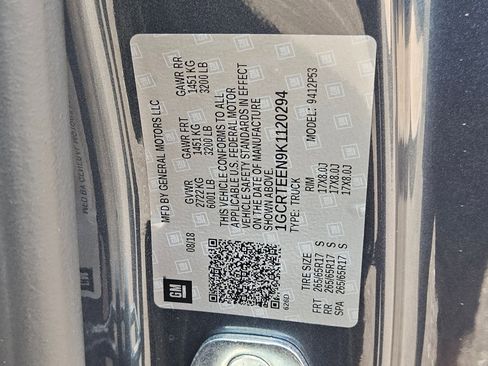 MFD BY GENERAL MOTORS LLC
08/18
GVWR GAWR FRT GAWR RR
2722 KG 1451 KG 1451 KG
6001 LB 3200 LB 3200 LB
THIS VEHICLE CONFORMS TO ALL
APPLICABLE U.S. FEDERAL MOTOR
VEHICLE SAFETY STANDARDS IN EFFECT
ON THE DATE OF MANUFACTURE
SHOWN ABOVE.
1GCRTEEN9K1120294
TYPE: TRUCK MODEL: 9412P53
GM
626D
TIRE SIZE RIM
FRT 265/65R17 S 17X8.0J
RR 265/65R17 S 17X8.0J
SPA 265/65R17 S 17X8.0J